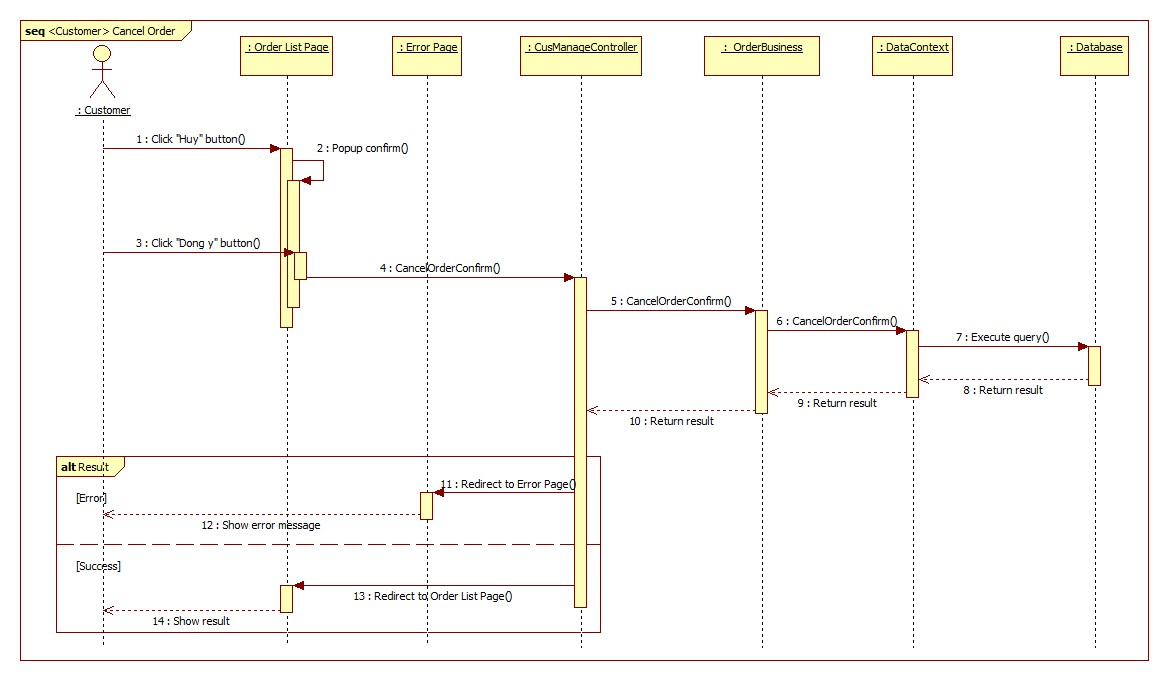 seq <Customer> Cancel Order
: Order List Page
: Error Page
: CusManageController
: OrderBusiness
: DataContext
: Database
: Customer
1 : Click "Huy" button()
2 : Popup confirm()
3 : Click "Dong y" button()
4 : CancelOrderConfirm()
5 : CancelOrderConfirm()
6 : CancelOrderConfirm()
7 : Execute query()
8 : Return result
9 : Return result
10 : Return result
alt Result
11 : Redirect to Error Page()
[Error]
12 : Show error message
[Success]
13 : Redirect to Order List Page()
14 : Show result